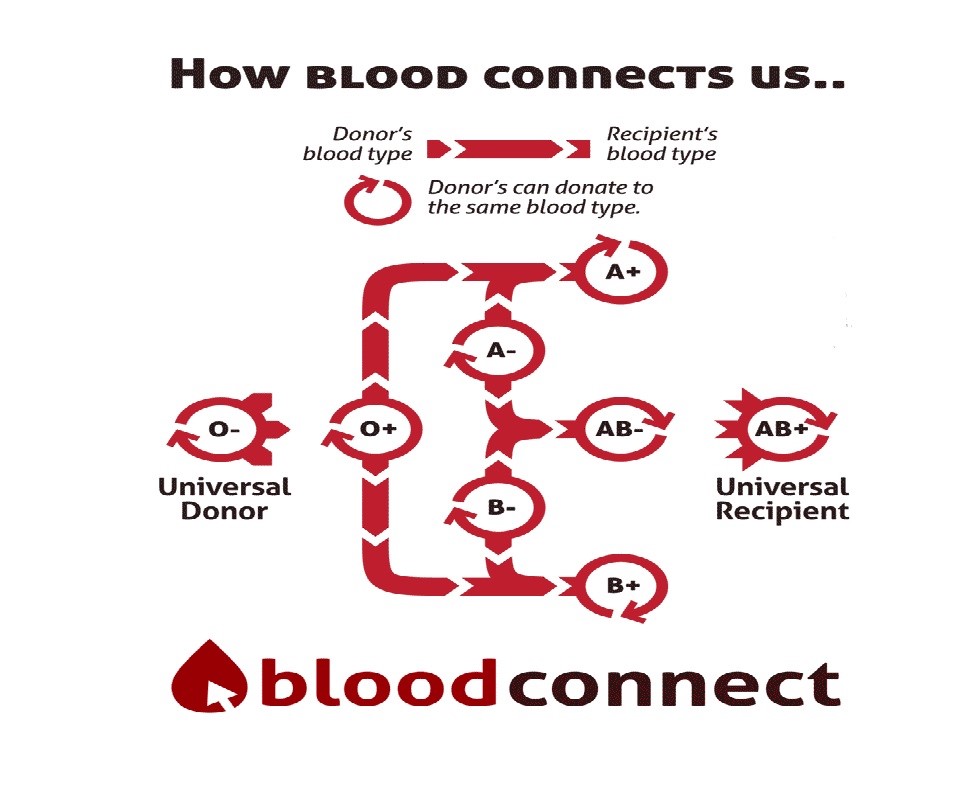 How blood connects us..
Donor's
blood type
Recipient's
blood type
Donor's can donate to
the same blood type.
A+
A-
O-
O+
AB-
AB+
Universal
Donor
Universal
Recipient
B-
B+
bloodconnect